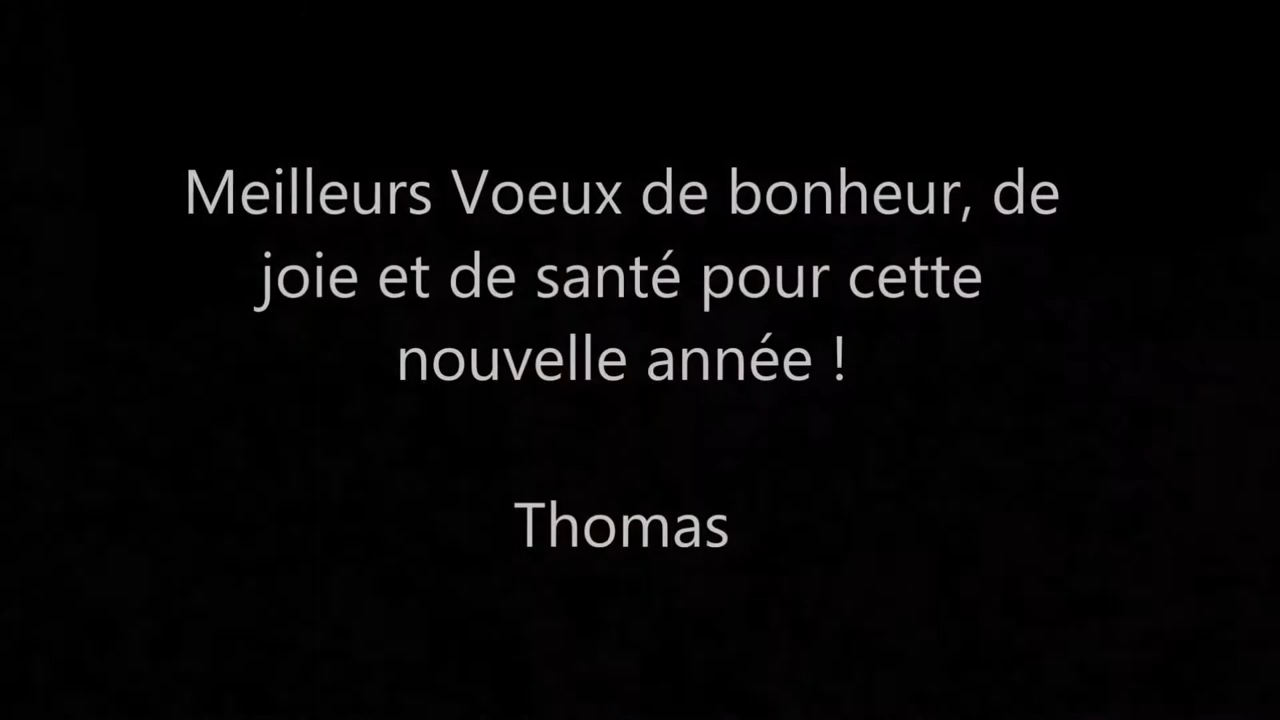 Meilleurs Voeux de bonheur, de
joie et de santé pour cette
nouvelle année !
Thomas